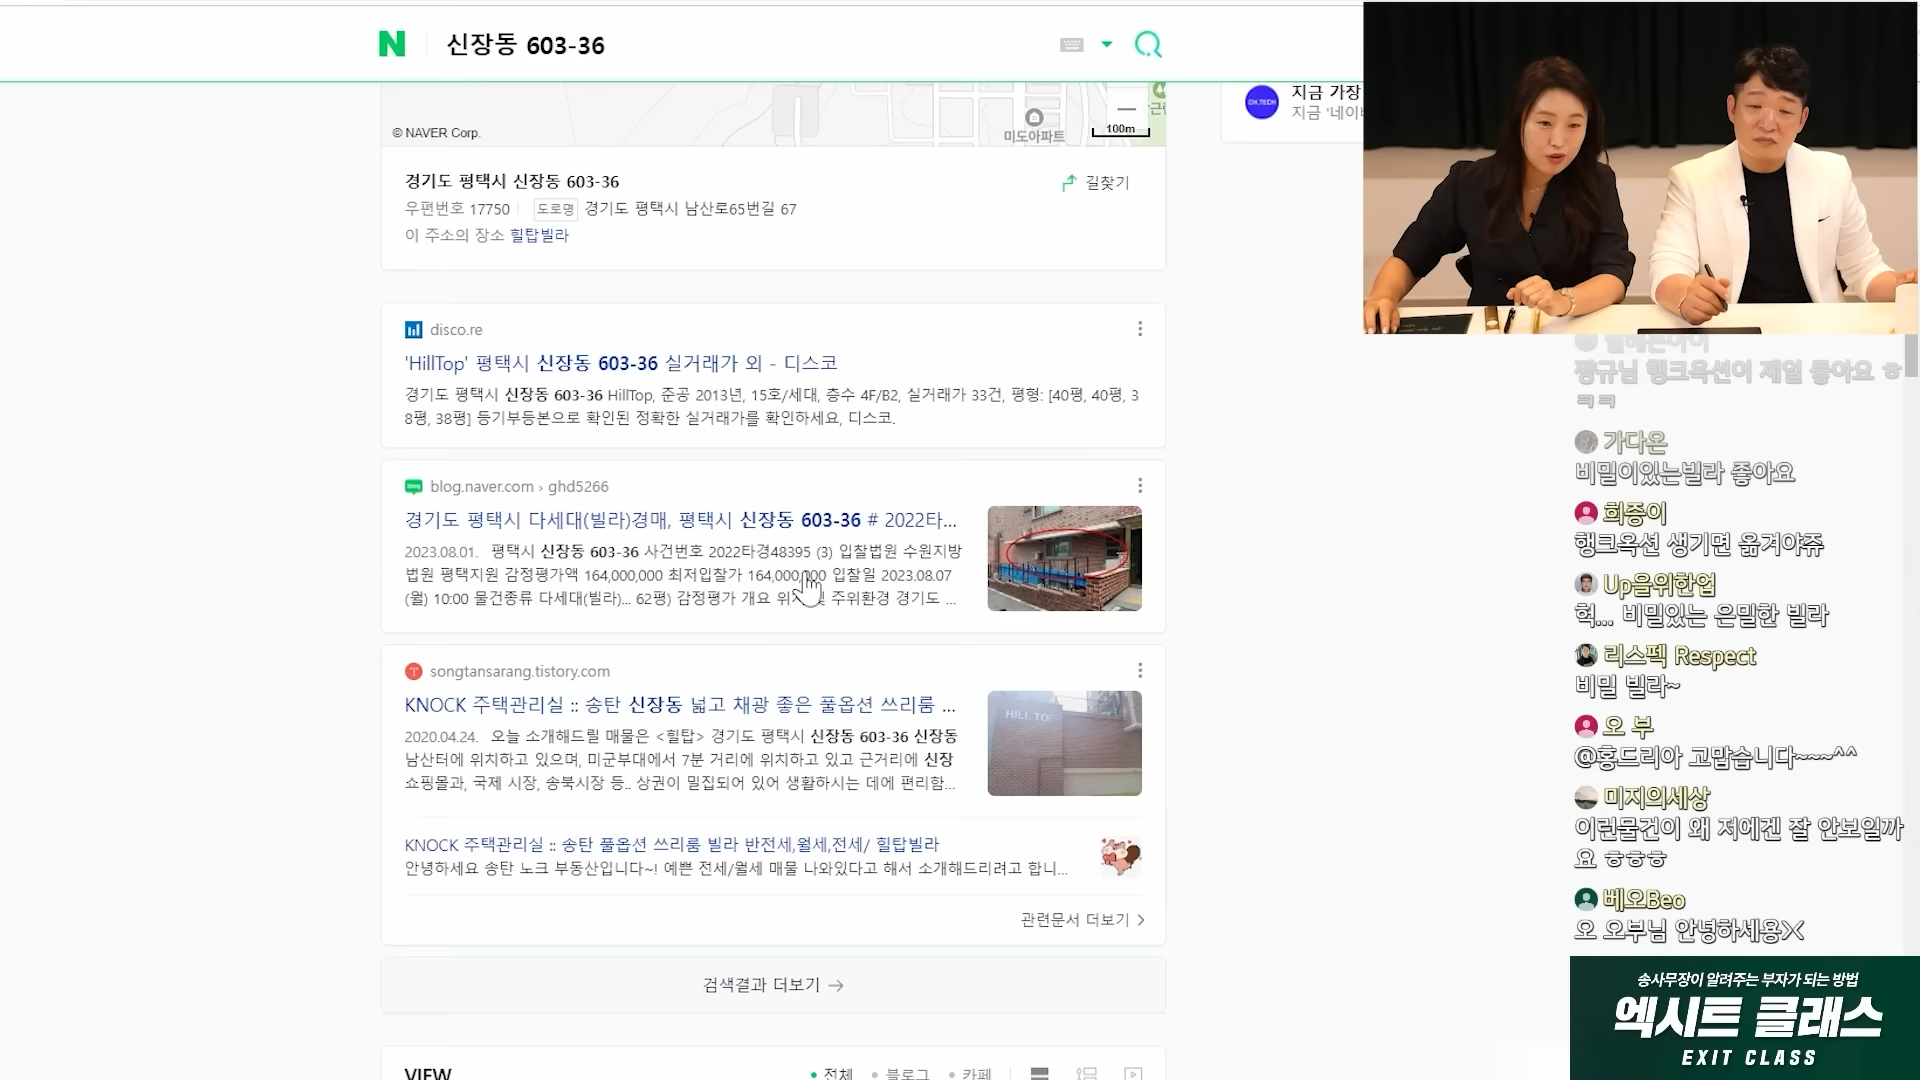 N
신장동 603-36
© NAVER Corp.
미도아파트
100m
경기도 평택시 신장동 603-36
길찾기
우편번호 17750 도로명 경기도 평택시 남산로65번길 67
이 주소의 장소 힐탑빌라
CH.TECH
지금 가장
지금 '네이버
disco.re
'HillTop' 평택시 신장동 603-36 실거래가 외 - 디스코
경기도 평택시 신장동 603-36 HillTop, 준공 2013년, 15호/세대, 층수 4F/B2, 실거래가 33건, 평형: [40평, 40평, 3
8평, 38평] 등기부등본으로 확인된 정확한 실거래가를 확인하세요, 디스코.
blog.naver.com › ghd5266
경기도 평택시 다세대(빌라)경매, 평택시 신장동 603-36 # 2022타...
2023.08.01. 평택시 신장동 603-36 사건번호 2022타경48395 (3) 입찰법원 수원지방
법원 평택지원 감정평가액 164,000,000 최저입찰가 164,000,000 입찰일 2023.08.07
(월) 10:00 물건종류 다세대(빌라)... 62평) 감정평가 개요 위치 및 주위환경 경기도 ...
songtansarang.tistory.com
KNOCK 주택관리실 :: 송탄 신장동 넓고 채광 좋은 풀옵션 쓰리룸 ...
2020.04.24. 오늘 소개해드릴 매물은 <힐탑> 경기도 평택시 신장동 603-36 신장동
남산터에 위치하고 있으며, 미군부대에서 7분 거리에 위치하고 있고 근거리에 신장
쇼핑몰과, 국제 시장, 송북시장 등.. 상권이 밀집되어 있어 생활하시는 데에 편리함...
HILL TOP
KNOCK 주택관리실 :: 송탄 풀옵션 쓰리룸 빌라 반전세,월세,전세/ 힐탑빌라
안녕하세요 송탄 노크 부동산입니다~! 예쁜 전세/월세 매물 나와있다고 해서 소개해드리려고 합니...
관련문서 더보기
검색결과 더보기
VIEW
전체 블로그 카페
짱규님 행크옥션이 제일 좋아요 ㅎ
ㅋㅋ
가다온
비밀이있는빌라 좋아요
희종이
행크옥션 생기면 옮겨야쥬
Up을위한업
헉... 비밀있는 은밀한 빌라
리스펙 Respect
비밀 빌라~
오 부
@홍드리아 고맙습니다~~~^^
미지의세상
이런물건이 왜 저에겐 잘 안보일까
요 ㅎㅎㅎ
베오Beo
오 오부님 안녕하세용X
송사무장이 알려주는 부자가 되는 방법
엑시트 클래스
EXIT CLASS